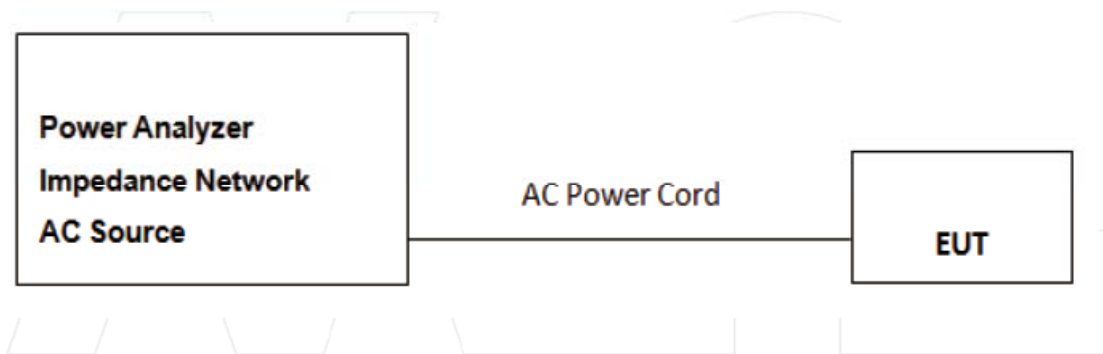 Power Analyzer
Impedance Network
AC Source
AC Power Cord
EUT